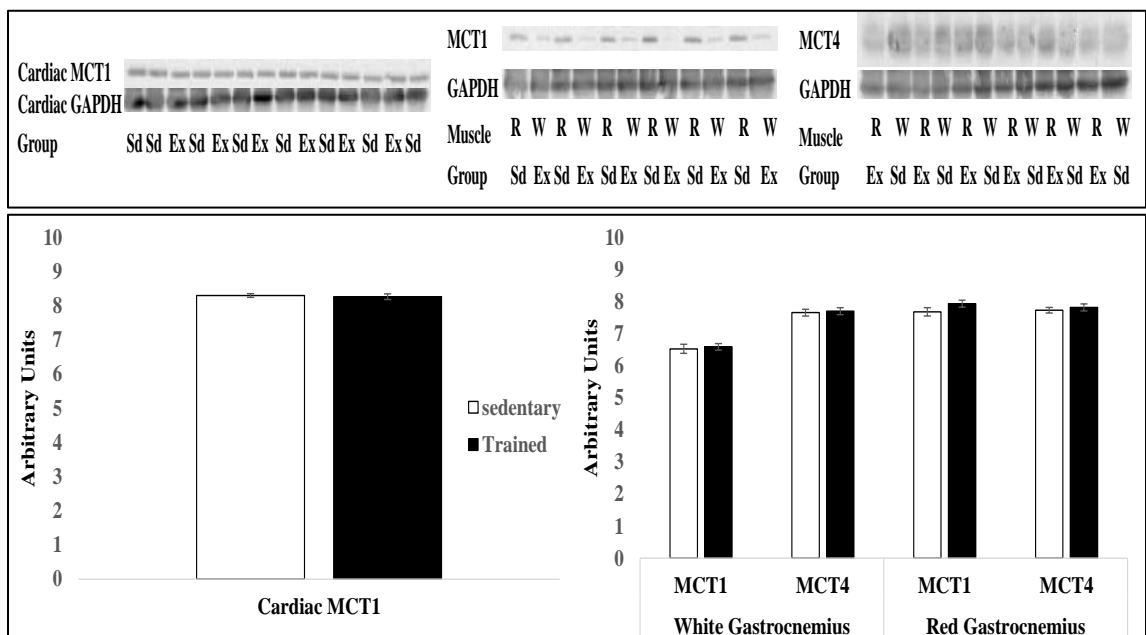 Cardiac MCT1
Cardiac GAPDH
Group Sd Sd Ex Sd Ex Sd Ex Sd Ex Sd Ex Sd Ex Sd
MCT1
GAPDH
Muscle R W R W R W R W R W R W
Group Sd Ex Sd Ex Sd Ex Sd Ex Sd Ex Sd Ex
MCT4
GAPDH
Muscle R W R W R W R W R W R W
Group Ex Sd Ex Sd Ex Sd Ex Sd Ex Sd Ex Sd
10
9
8
7
6
5
4
3
2
1
0
Arbitrary Units
Cardiac MCT1
sedentary
Trained
10
9
8
7
6
5
4
3
2
1
0
Arbitrary Units
MCT1 MCT4 MCT1 MCT4
White Gastrocnemius Red Gastrocnemius